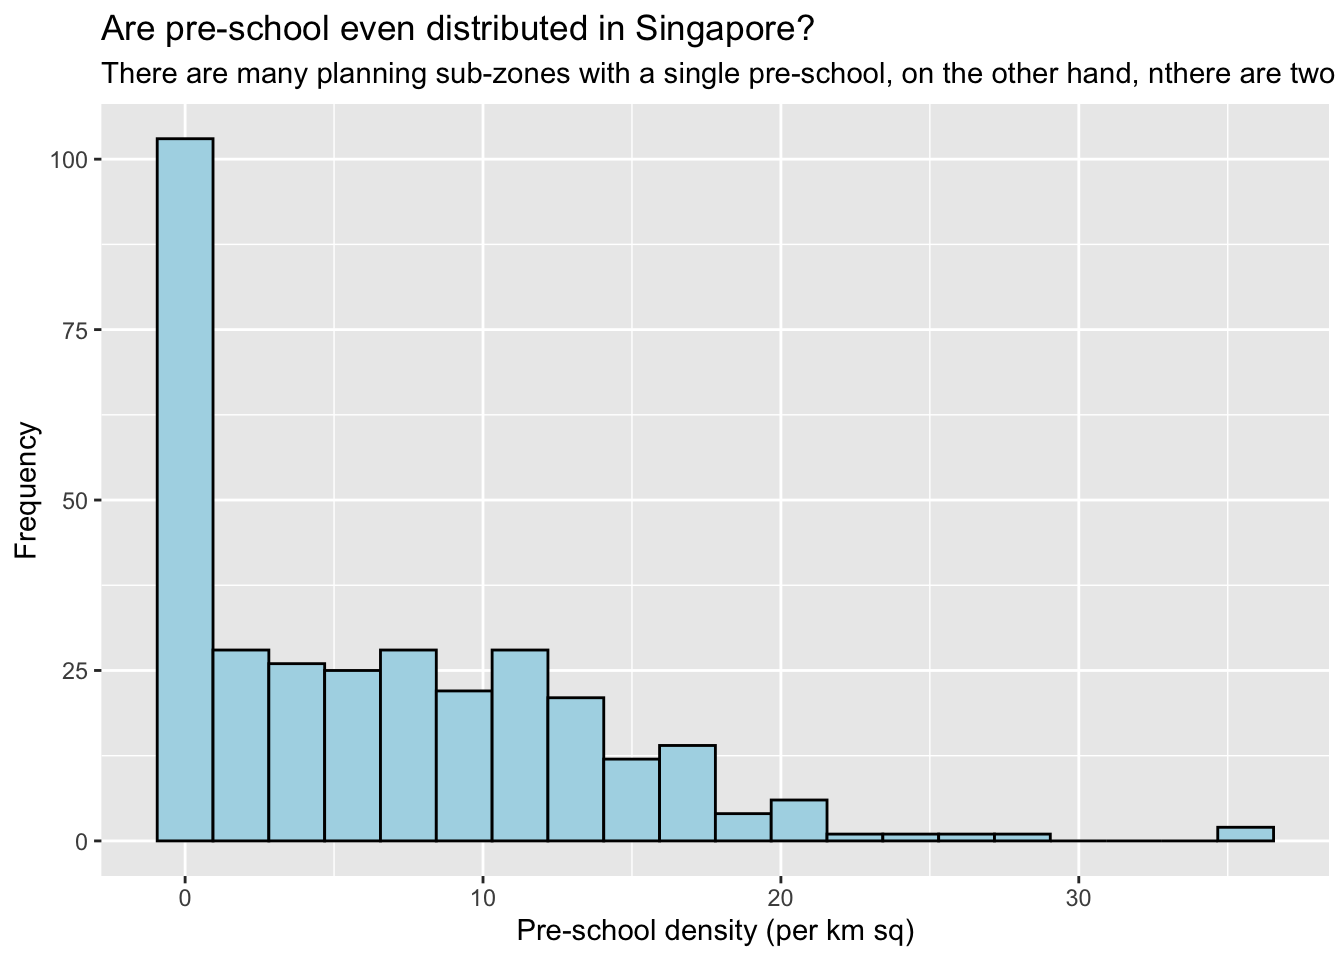 Are pre-school even distributed in Singapore?
There are many planning sub-zones with a single pre-school, on the other hand, nthere are two
100
75
50
25
0
Frequency
0 10 20 30
Pre-school density (per km sq)